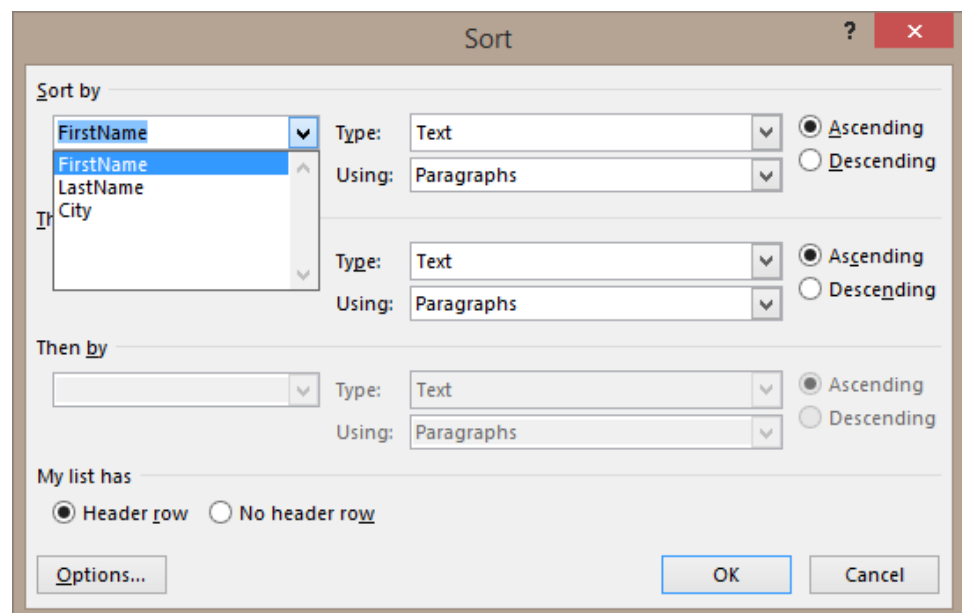 Sort
?
Sort by
FirstName
Type:
Text
Ascending
Descending
Using:
Paragraphs
FirstName
LastName
City
Th
Type:
Text
Ascending
Descending
Using:
Paragraphs
Then by
Type:
Text
Ascending
Descending
Using:
Paragraphs
My list has
Header row
No header row
Options...
OK
Cancel